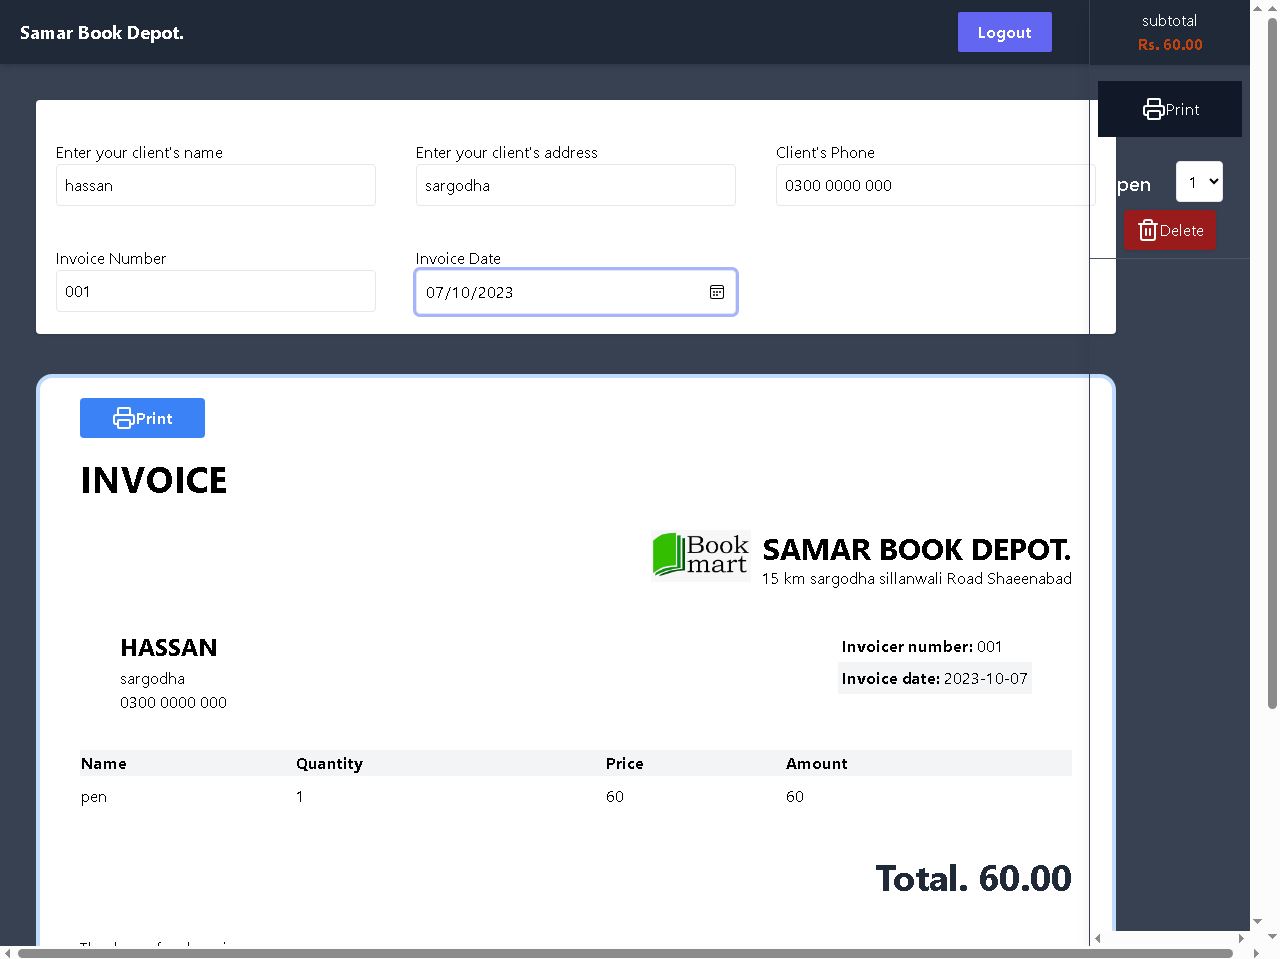 Samar Book Depot.
Logout
subtotal
Rs. 60.00
Print
pen
1
Delete
Enter your client's name
Enter your client's address
Client's Phone
hassan
sargodha
0300 0000 000
Invoice Number
Invoice Date
001
07/10/2023
Print
INVOICE
Book
mart
SAMAR BOOK DEPOT.
15 km sargodha sillanwali Road Shaeenabad
HASSAN
sargodha
0300 0000 000
Invoicer number: 001
Invoice date: 2023-10-07
Name Quantity Price Amount
pen 1 60 60
Total. 60.00